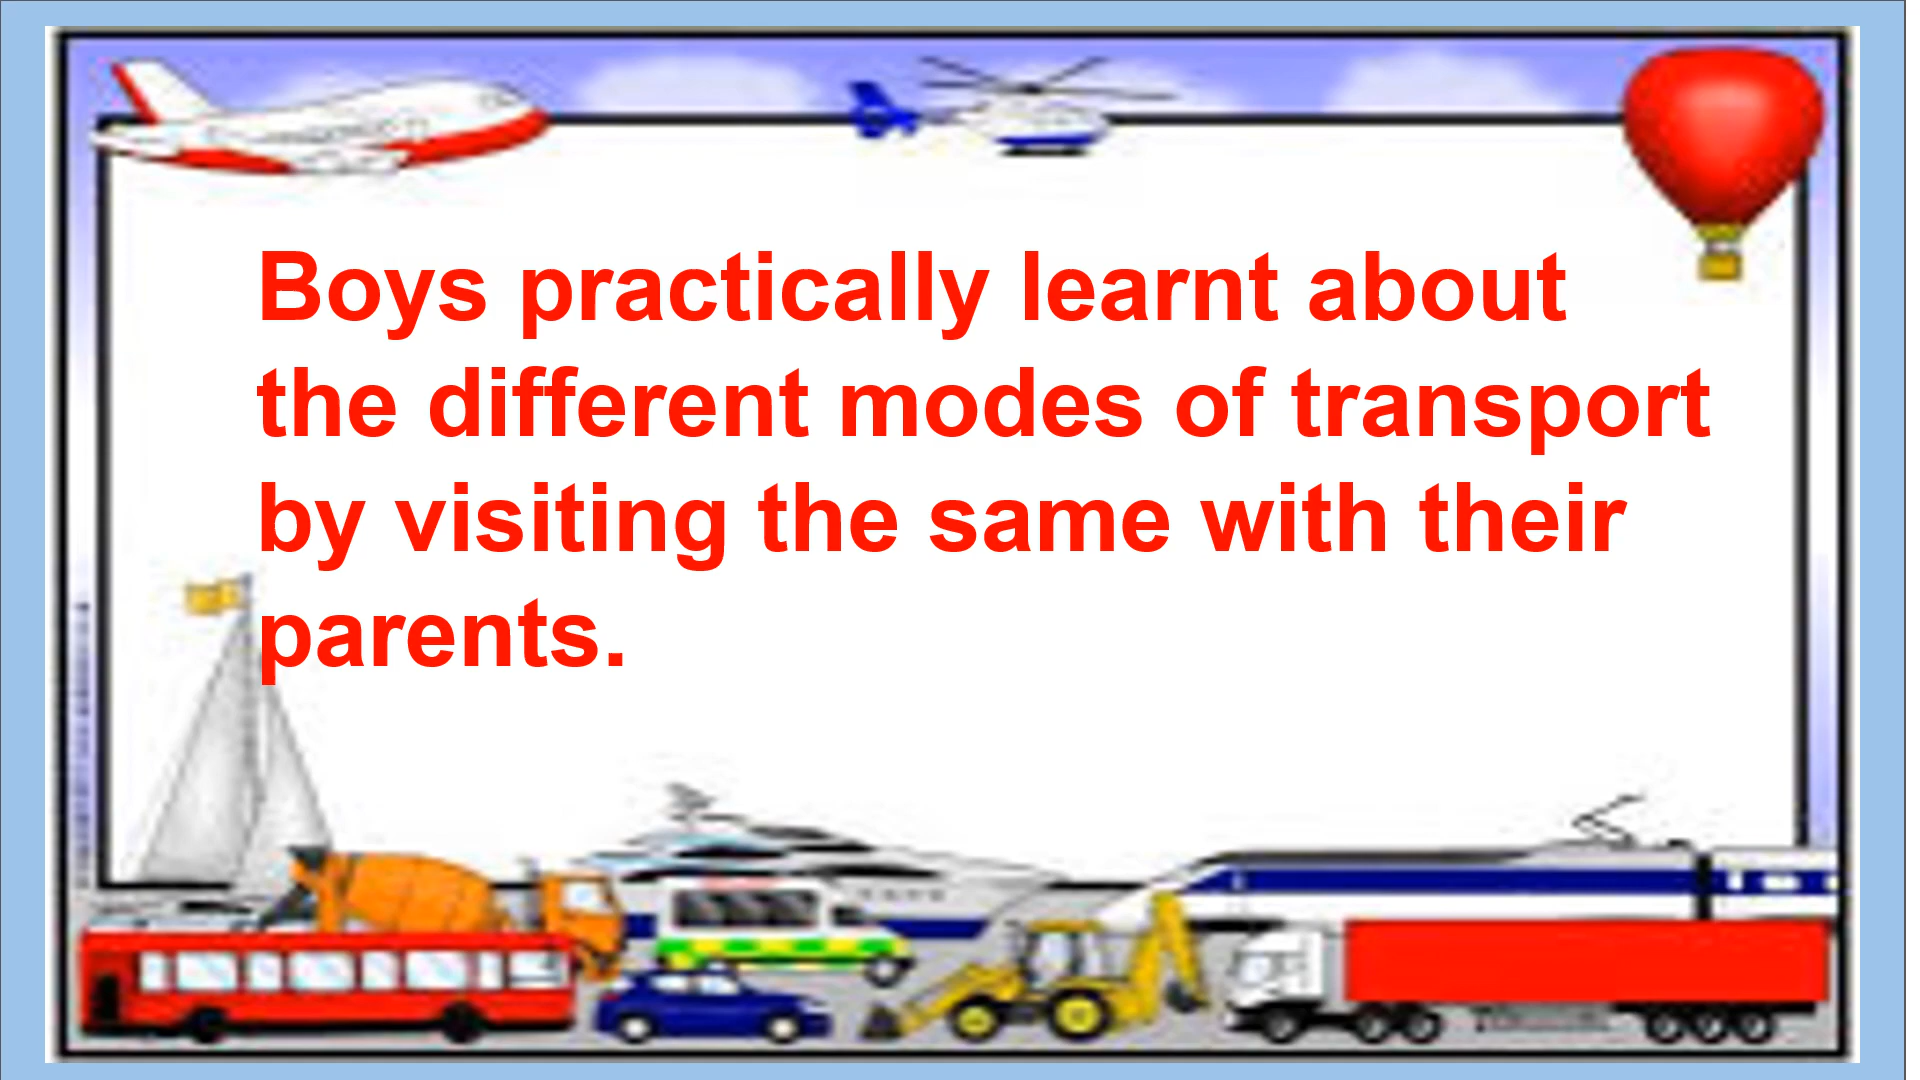 Boys practically learnt about
the different modes of transport
by visiting the same with their
parents.